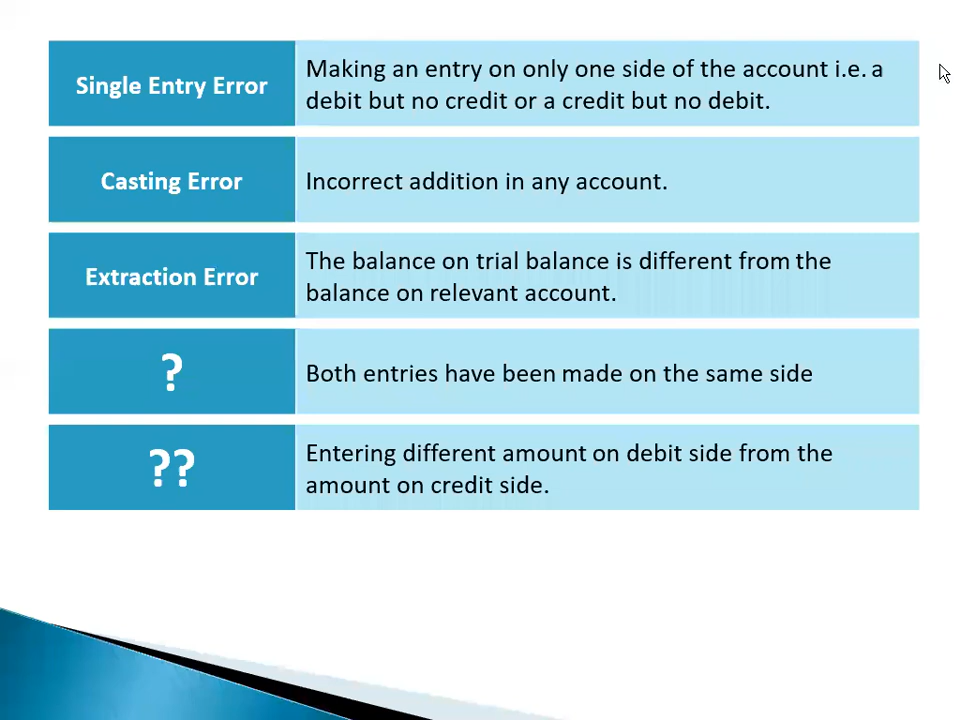 Single Entry Error
Making an entry on only one side of the account i.e. a
debit but no credit or a credit but no debit.
Casting Error
Incorrect addition in any account.
Extraction Error
The balance on trial balance is different from the
balance on relevant account.
?
Both entries have been made on the same side
??
Entering different amount on debit side from the
amount on credit side.